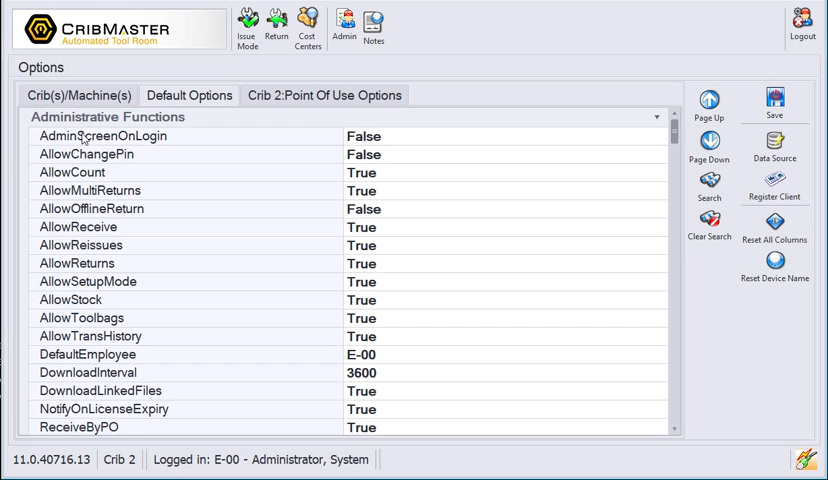 CRIBMASTER
Automated Tool Room
Issue Mode
Return
Cost Centers
Admin
Notes
Logout
Options
Crib(s)/Machine(s)
Default Options
Crib 2:Point Of Use Options
Administrative Functions
AdminScreenOnLogin False
AllowChangePin False
AllowCount True
AllowMultiReturns True
AllowOfflineReturn False
AllowReceive True
AllowReissues True
AllowReturns True
AllowSetupMode True
AllowStock True
AllowToolbags True
AllowTransHistory True
DefaultEmployee E-00
DownloadInterval 3600
DownloadLinkedFiles True
NotifyOnLicenseExpiry True
ReceiveByPO True
Page Up
Save
Page Down
Data Source
Search
Register Client
Clear Search
Reset All Columns
Reset Device Name
11.0.40716.13
Crib 2
Logged in: E-00 - Administrator, System